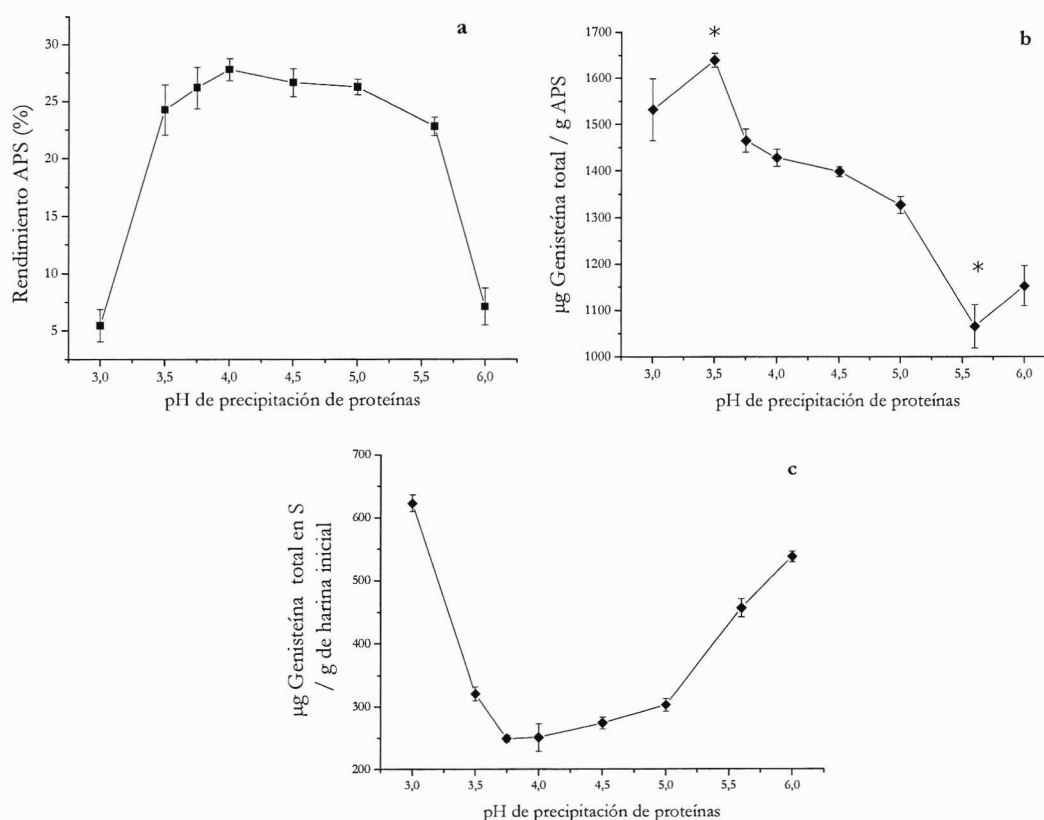 a
30
25
20
15
10
5
Rendimiento APS (%)
3,0 3,5 4,0 4,5 5,0 5,5 6,0
pH de precipitación de proteínas
b
1700
1600
1500
1400
1300
1200
1100
1000
µg Genisteína total / g APS
* *
3,0 3,5 4,0 4,5 5,0 5,5 6,0
pH de precipitación de proteínas
c
700
600
500
400
300
200
µg Genisteína total en S
/ g de harina inicial
3,0 3,5 4,0 4,5 5,0 5,5 6,0
pH de precipitación de proteínas